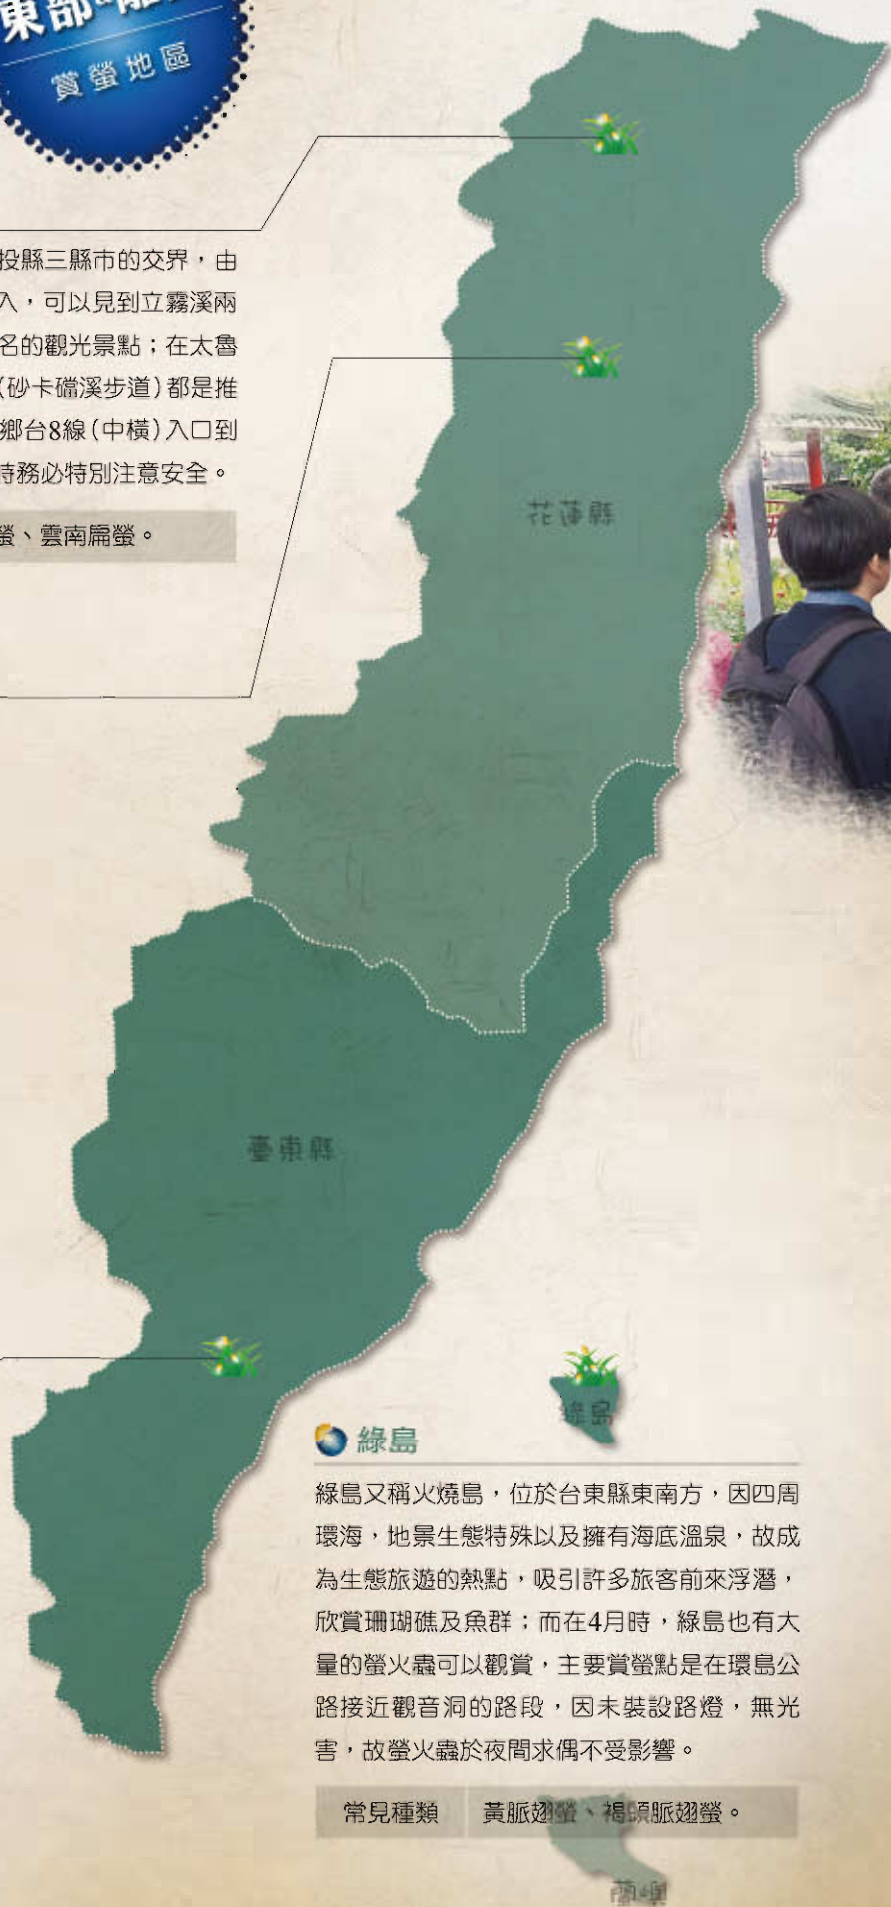 東部
賞螢地區
投縣三縣市的交界，由
入，可以見到立霧溪兩
名的觀光景點；在太魯
(砂卡礑溪步道)都是推
鄉台8線(中橫)入口到
時務必特別注意安全。
螢、雲南扁螢。
花蓮縣
臺東縣
綠島
綠島
綠島又稱火燒島，位於台東縣東南方，因四周
環海，地景生態特殊以及擁有海底溫泉，故成
為生態旅遊的熱點，吸引許多旅客前來浮潛，
欣賞珊瑚礁及魚群；而在4月時，綠島也有大
量的螢火蟲可以觀賞，主要賞螢點是在環島公
路接近觀音洞的路段，因未裝設路燈，無光
害，故螢火蟲於夜間求偶不受影響。
常見種類 黃脈翅螢、褐頭脈翅螢。
蘭嶼